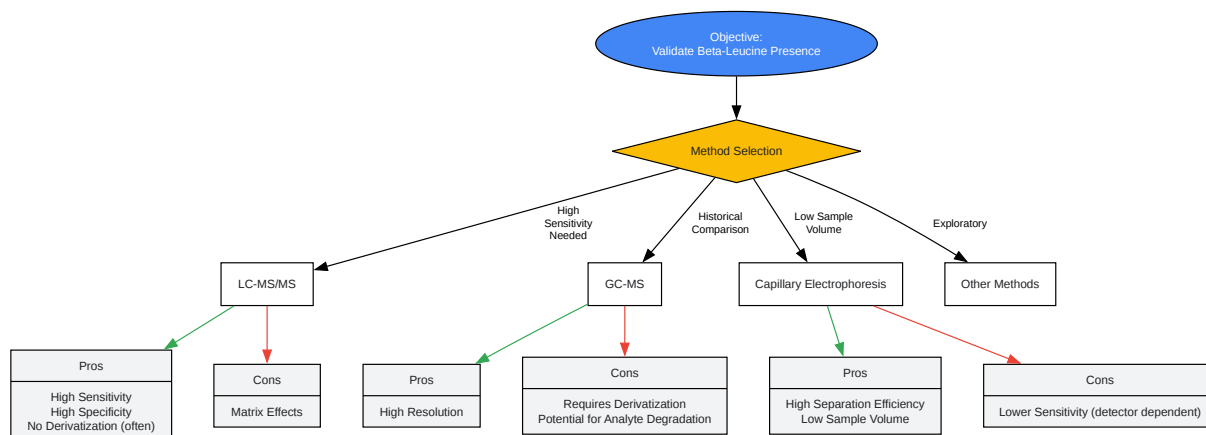 Objective:
Validate Beta-Leucine Presence
Method Selection
High
Sensitivity
Needed
Historical
Comparison
Low Sample
Volume
Exploratory
LC-MS/MS
GC-MS
Capillary Electrophoresis
Other Methods
Pros
High Sensitivity
High Specificity
No Derivatization (often)
Cons
Matrix Effects
Pros
High Resolution
Cons
Requires Derivatization
Potential for Analyte Degradation
Pros
High Separation Efficiency
Low Sample Volume
Cons
Lower Sensitivity (detector dependent)